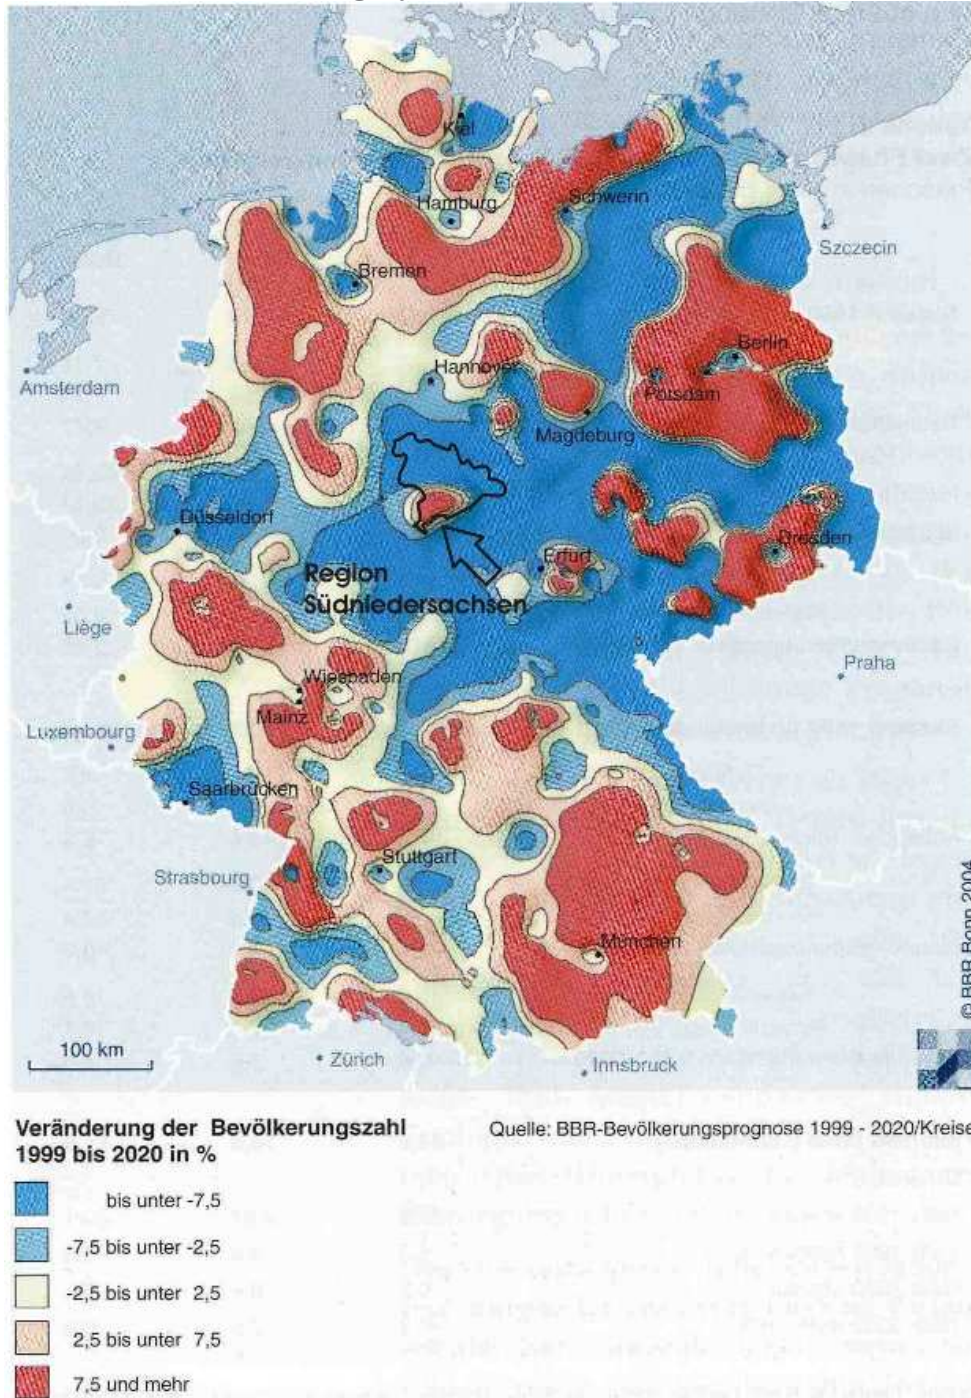 Kiel
Hamburg
Schwerin
Szczecin
Bremen
Berlin
Amsterdam
Hannover
Potsdam
Magdeburg
Düsseldorf
Dresden
Erfurt
Region
Südniedersachsen
Liège
Praha
Wiesbaden
Mainz
Luxembourg
Saarbrücken
Stuttgart
Strasbourg
München
© BBR Bonn 2004
100 km
Zürich
Innsbruck
Veränderung der Bevölkerungszahl
1999 bis 2020 in %
Quelle: BBR-Bevölkerungsprognose 1999 - 2020/Kreise
bis unter -7,5
-7,5 bis unter -2,5
-2,5 bis unter 2,5
2,5 bis unter 7,5
7,5 und mehr